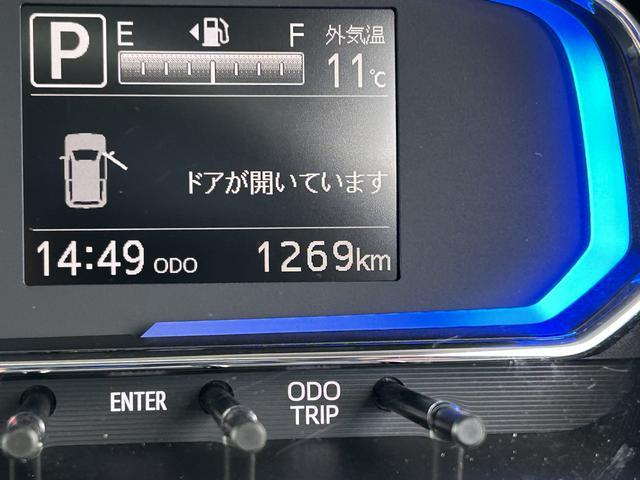 P E F 外気温
11℃
ドアが開いています
14:49 ODO 1269km
ENTER ODO
TRIP